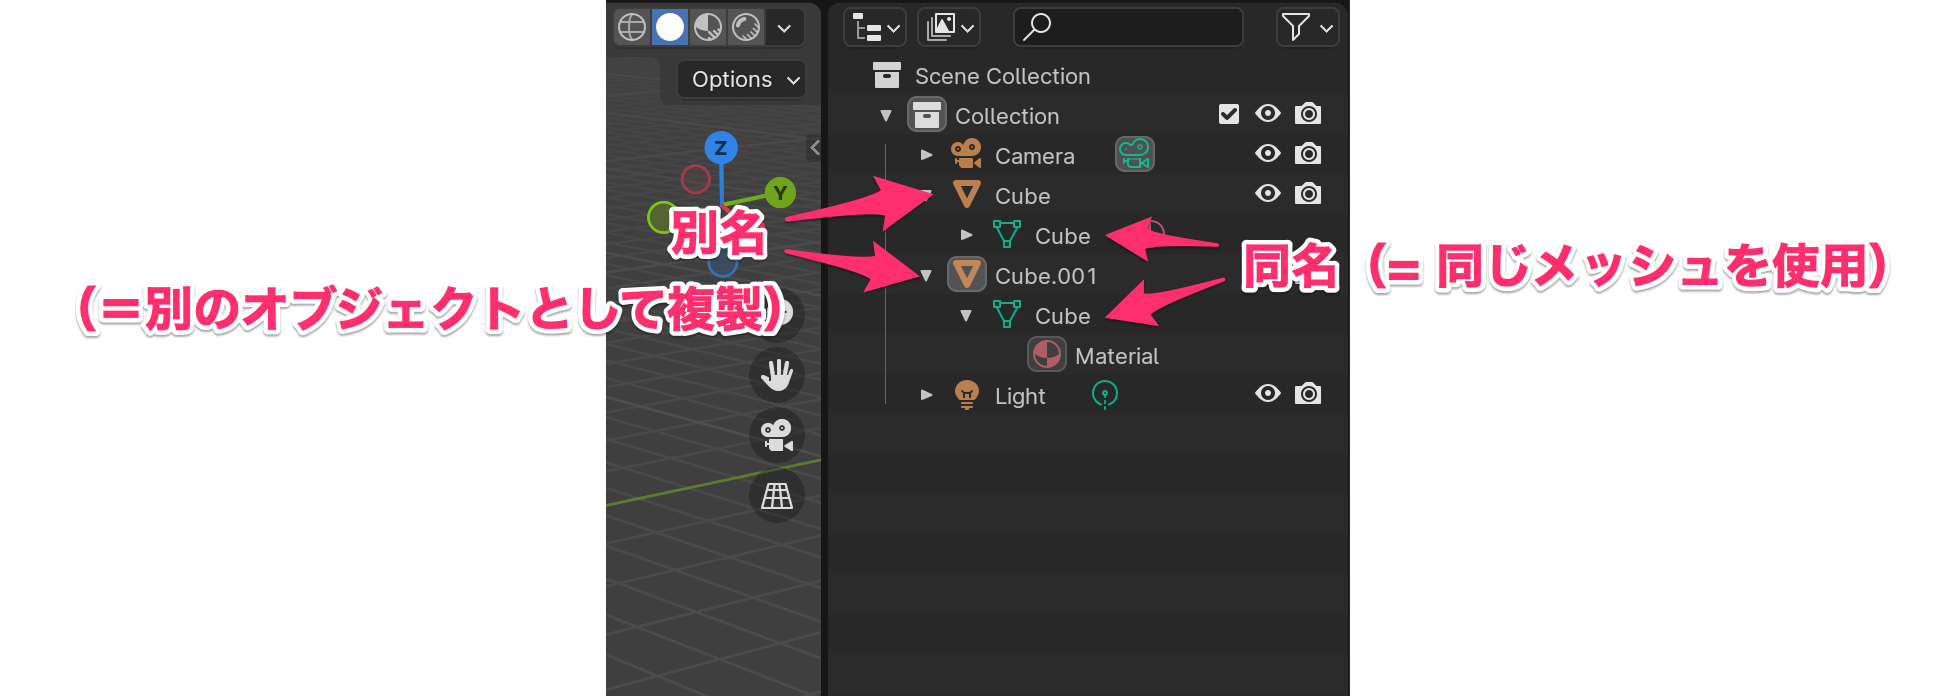 Options
Z
Y
Scene Collection
Collection
Camera
Cube
Cube
Cube.001
Cube
Material
Light
別名
（＝別のオブジェクトとして複製）
同名（= 同じメッシュを使用）